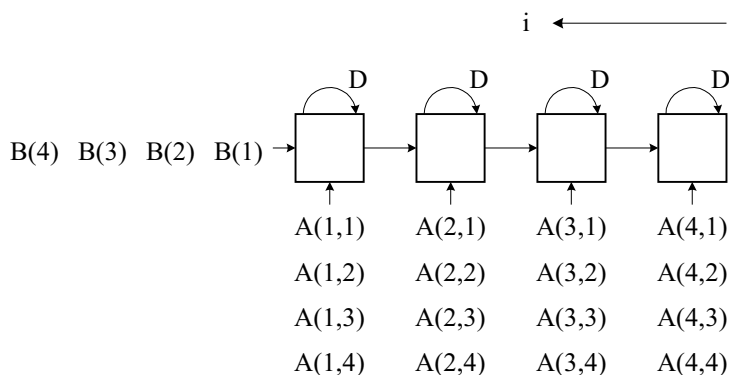 i
D D D D
B(4) B(3) B(2) B(1)
A(1,1) A(2,1) A(3,1) A(4,1)
A(1,2) A(2,2) A(3,2) A(4,2)
A(1,3) A(2,3) A(3,3) A(4,3)
A(1,4) A(2,4) A(3,4) A(4,4)